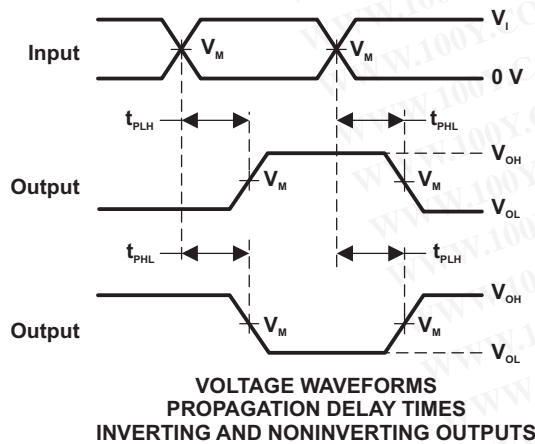 Input
V_M
V_M
V_I
0 V
t_PLH
t_PHL
Output
V_M
V_M
V_OH
V_OL
t_PHL
t_PLH
Output
V_M
V_M
V_OH
V_OL
VOLTAGE WAVEFORMS
PROPAGATION DELAY TIMES
INVERTING AND NONINVERTING OUTPUTS